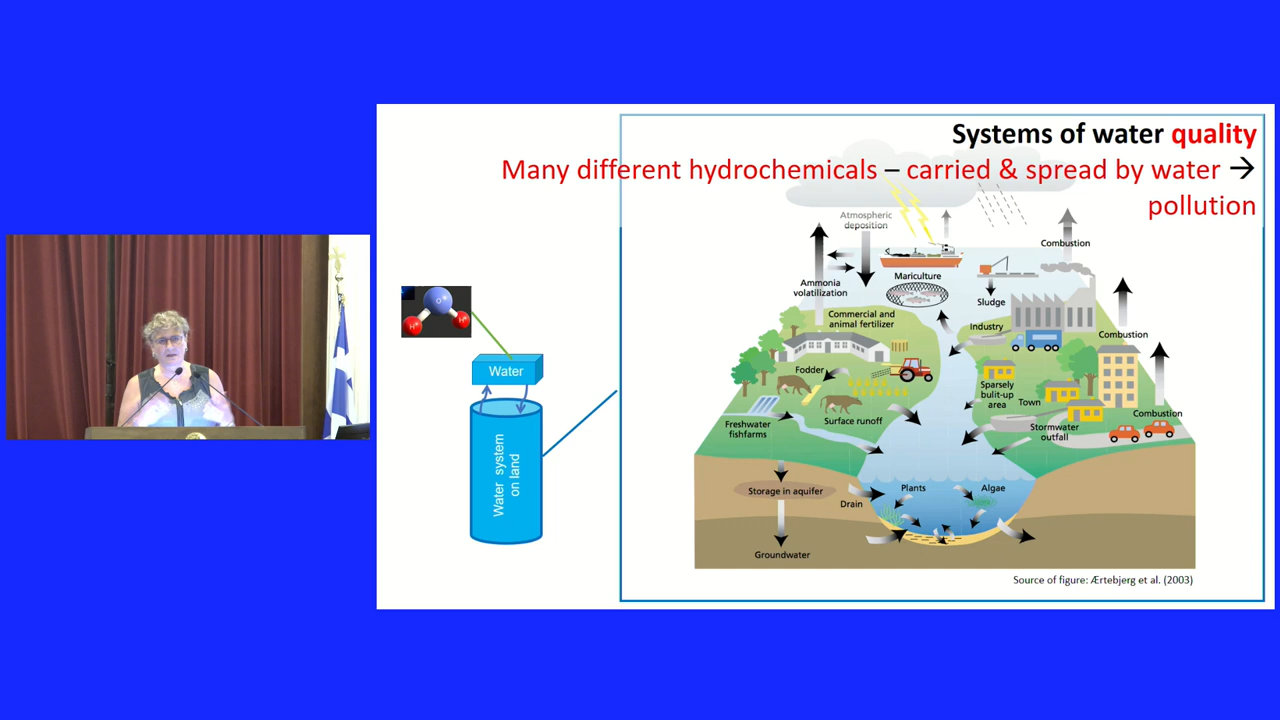 Systems of water quality
Many different hydrochemicals – carried & spread by water →
pollution
Atmospheric
deposition
Combustion
Mariculture
Ammonia
volatilization
Sludge
Commercial and
animal fertilizer
Industry
Combustion
Water
Fodder
Sparsely
bulit-up
area
Town
Combustion
Freshwater
fishfarms
Surface runoff
Stormwater
outfall
Water system
on land
Storage in aquifer
Plants
Algae
Drain
Groundwater
Source of figure: Ærtebjerg et al. (2003)